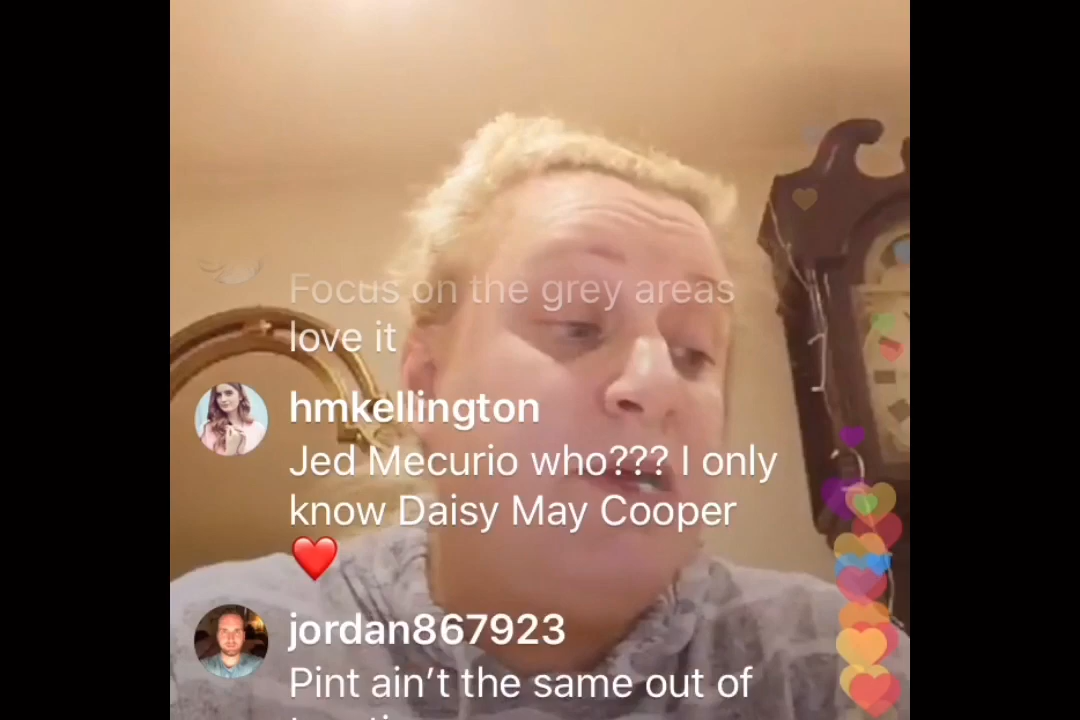 Focus on the grey areas
love it
hmkellington
Jed Mecurio who??? I only
know Daisy May Cooper
❤️
jordan867923
Pint ain’t the same out of